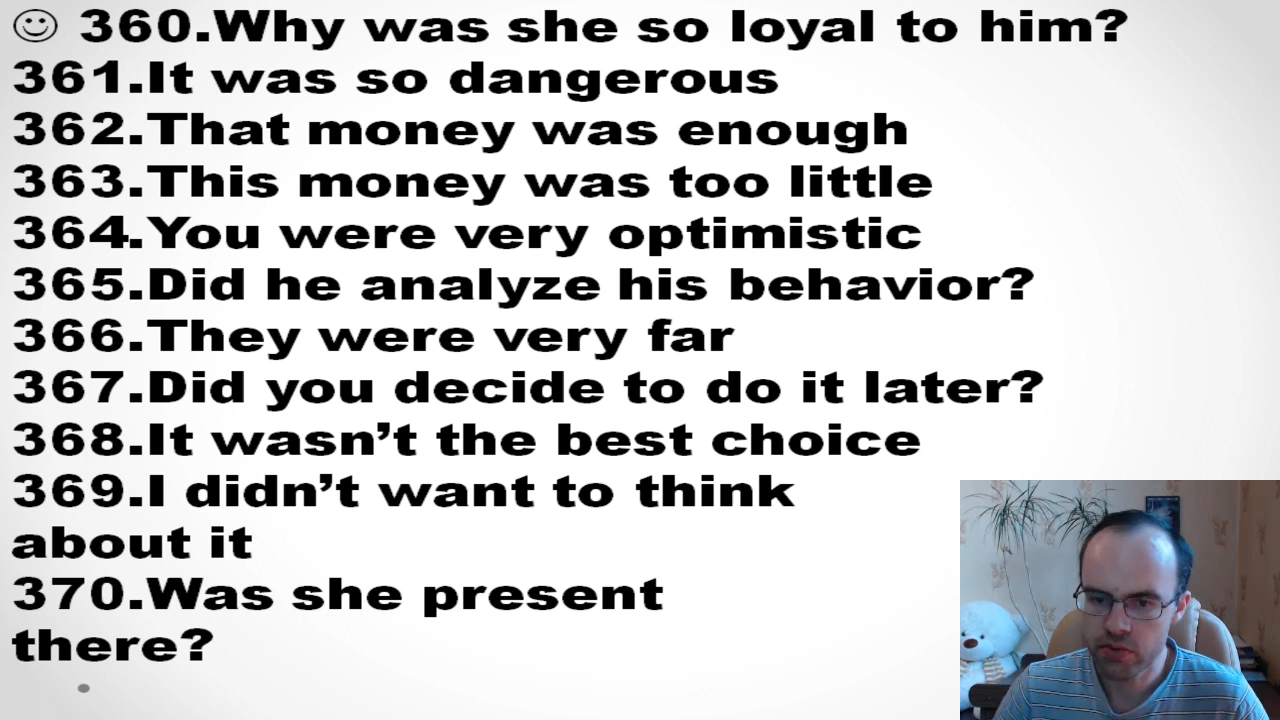 ☺ 360.Why was she so loyal to him?
361.It was so dangerous
362.That money was enough
363.This money was too little
364.You were very optimistic
365.Did he analyze his behavior?
366.They were very far
367.Did you decide to do it later?
368.It wasn’t the best choice
369.I didn’t want to think
about it
370.Was she present
there?